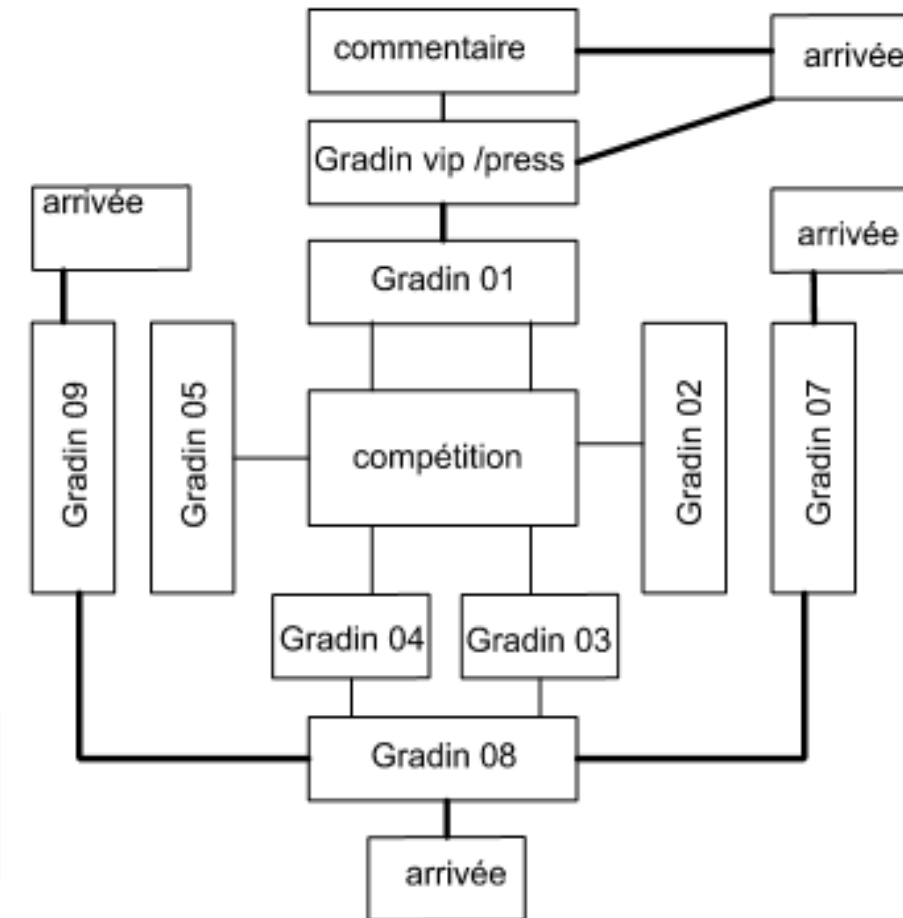 commentaire
arrivée
Gradin vip /press
arrivée
arrivée
Gradin 01
Gradin 09
Gradin 05
compétition
Gradin 02
Gradin 07
Gradin 04
Gradin 03
Gradin 08
arrivée